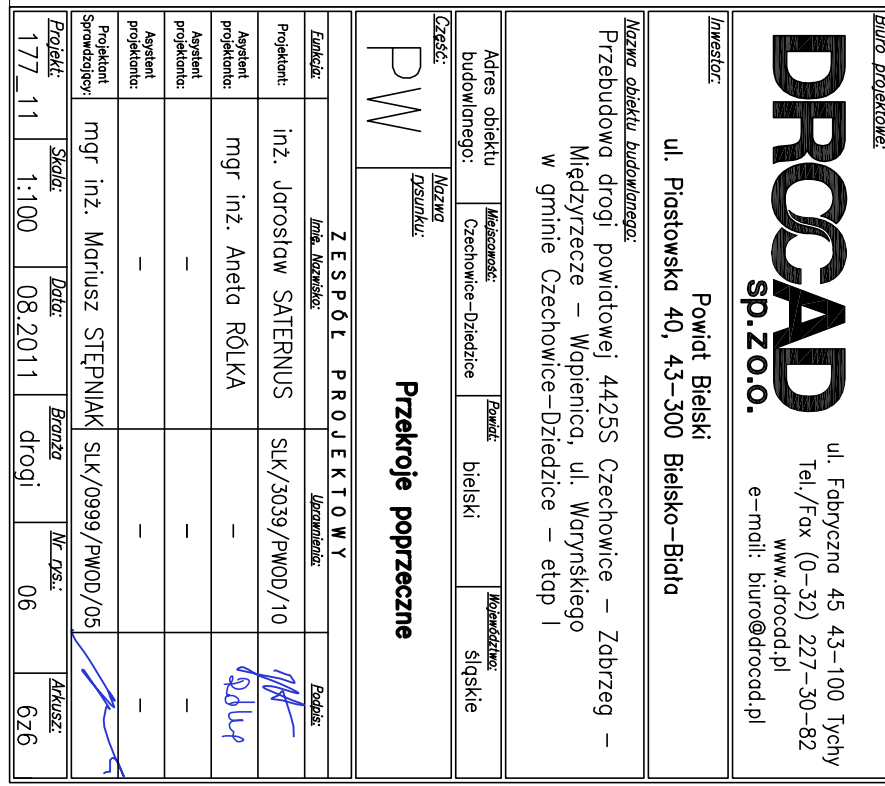 Biuro projektowe:
DROCAD
sp. z o.o.
ul. Fabryczna 45 43-100 Tychy
Tel./Fax (0-32) 227-30-82
www.drocad.pl
e-mail: biuro@drocad.pl
Inwestor:
Powiat Bielski
ul. Piastowska 40, 43-300 Bielsko-Biała
Nazwa obiektu budowlanego:
Przebudowa drogi powiatowej 4425S Czechowice - Zabrzeg -
Międzyrzecze - Wapienica, ul. Waryńskiego
w gminie Czechowice-Dziedzice - etap I
Adres obiektu budowlanego:
Miejscowość:
Czechowice-Dziedzice
Powiat:
bielski
Województwo:
śląskie
Część:
PW
Nazwa rysunku:
Przekroje poprzeczne
ZESPÓŁ PROJEKTOWY
Funkcja: Imię, Nazwisko: Uprawnienia: Podpis:
Projektant: inż. Jarosław SATERNUS SLK/3039/PWOD/10
Asystent projektanta: mgr inż. Aneta RÓLKA -
Asystent projektanta: - - -
Asystent projektanta: - - -
Projektant Sprawdzający: mgr inż. Mariusz STĘPNIAK SLK/0999/PWOD/05
Projekt: Skala: Data: Branża Nr rys.: Arkusz:
177_11 1:100 08.2011 drogi 06 6z6